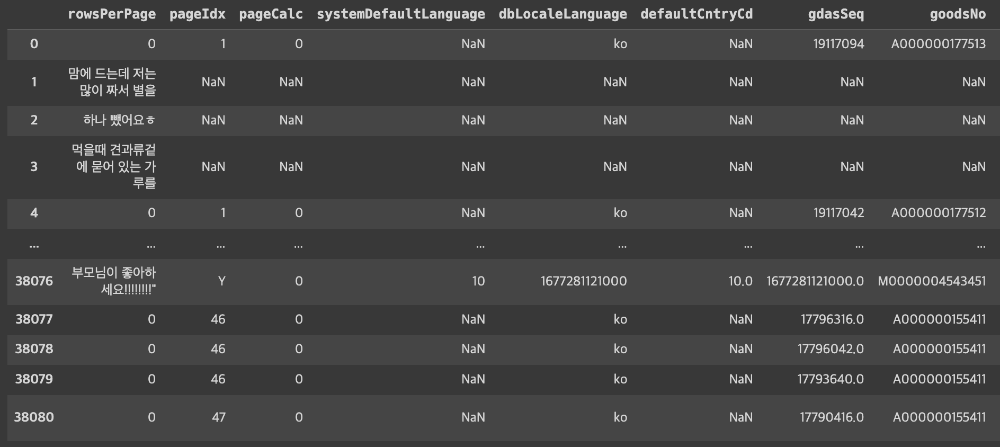 rowsPerPage pageIdx pageCalc systemDefaultLanguage dbLocaleLanguage defaultCntryCd gdasSeq goodsNo
0 0 1 0 NaN ko NaN 19117094 A000000177513
맘에 드는데 저는
1 많이 짜서 별을 NaN NaN NaN NaN NaN NaN NaN
2 하나 뺐어요ㅎ NaN NaN NaN NaN NaN NaN NaN
먹을때 견과류겉
3 에 묻어 있는 가 NaN NaN NaN NaN NaN NaN NaN
루를
4 0 1 0 NaN ko NaN 19117042 A000000177512
... ... ... ... ... ... ... ... ...
부모님이 좋아하
38076 세요!!!!!!!!" Y 0 10 1677281121000 10.0 1677281121000.0 M0000004543451
38077 0 46 0 NaN ko NaN 17796316.0 A000000155411
38078 0 46 0 NaN ko NaN 17796042.0 A000000155411
38079 0 46 0 NaN ko NaN 17793640.0 A000000155411
38080 0 47 0 NaN ko NaN 17790416.0 A000000155411